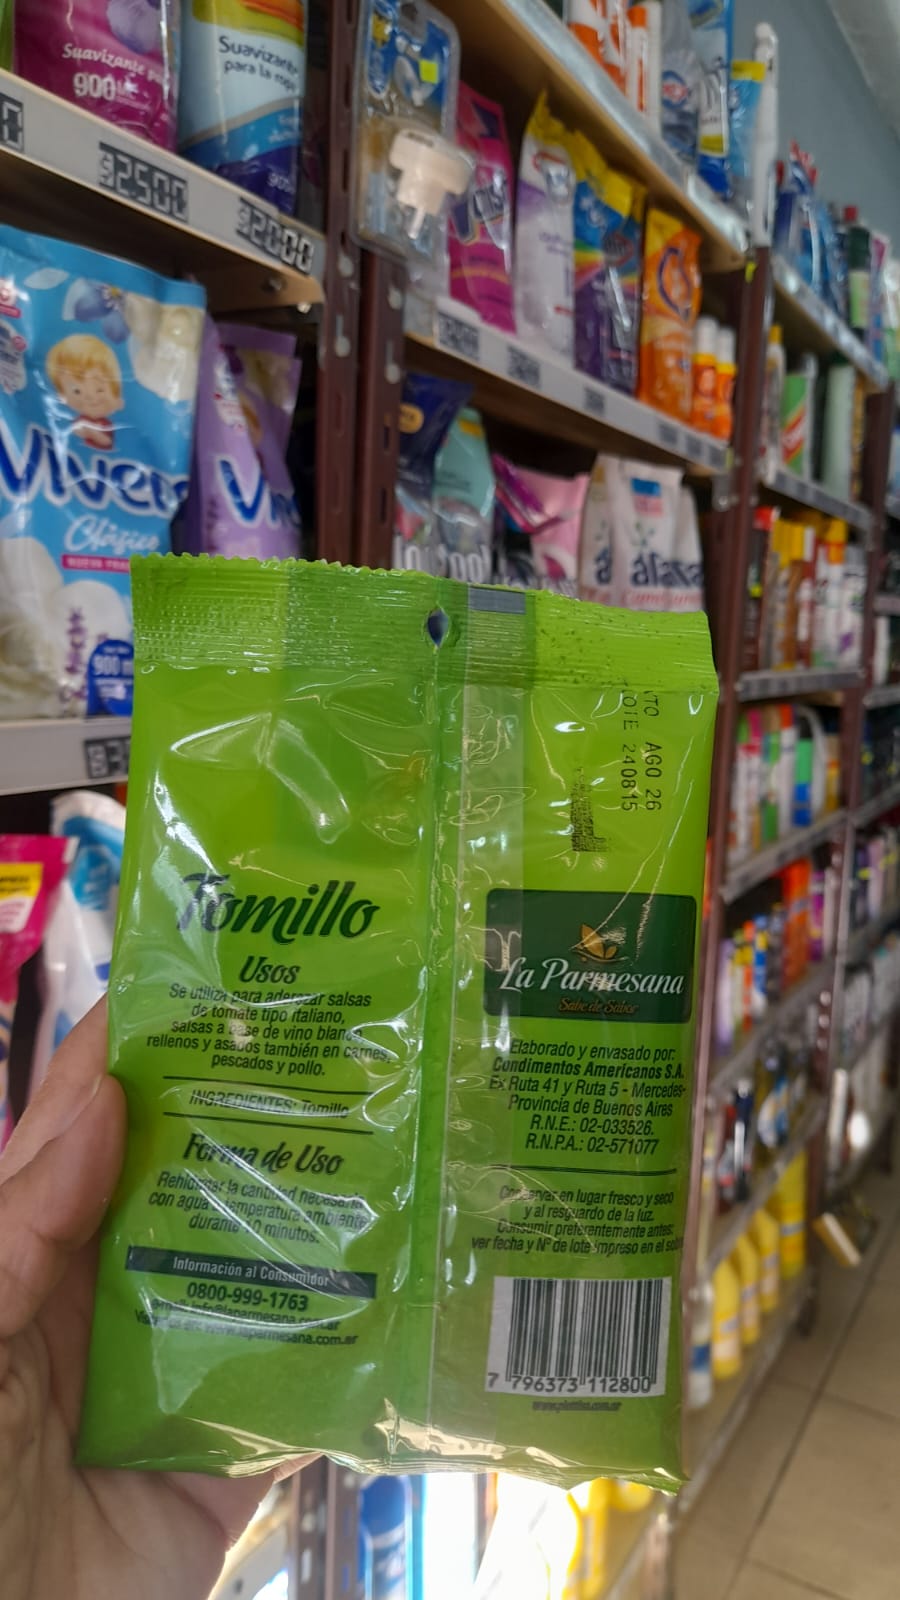 Suavizante
900
Suavizante
para la ropa
$2500
$2000
Vivere
Clásico
900 m
VTO AGO 26
LOTE 240815
Tomillo
Usos
Se utiliza para aderezar salsas
de tomate tipo italiano,
salsas a base de vino blanco,
rellenos y asados también en carnes,
pescados y pollo.
INGREDIENTES: Tomillo
Forma de Uso
Rehidratar la cantidad necesaria
con agua a temperatura ambiente
durante 10 minutos.
Información al Consumidor
0800-999-1763
e-mail: info@laparmesana.com.ar
www.laparmesana.com.ar
La Parmesana
Sabe de Sabor
Elaborado y envasado por:
Condimentos Americanos S.A.
Ex Ruta 41 y Ruta 5 - Mercedes-
Provincia de Buenos Aires
R.N.E.: 02-033526.
R.N.P.A.: 02-571077
Conservar en lugar fresco y seco
y al resguardo de la luz.
Consumir preferentemente antes:
ver fecha y Nº de lote impreso en el sobre
7 796373 112800